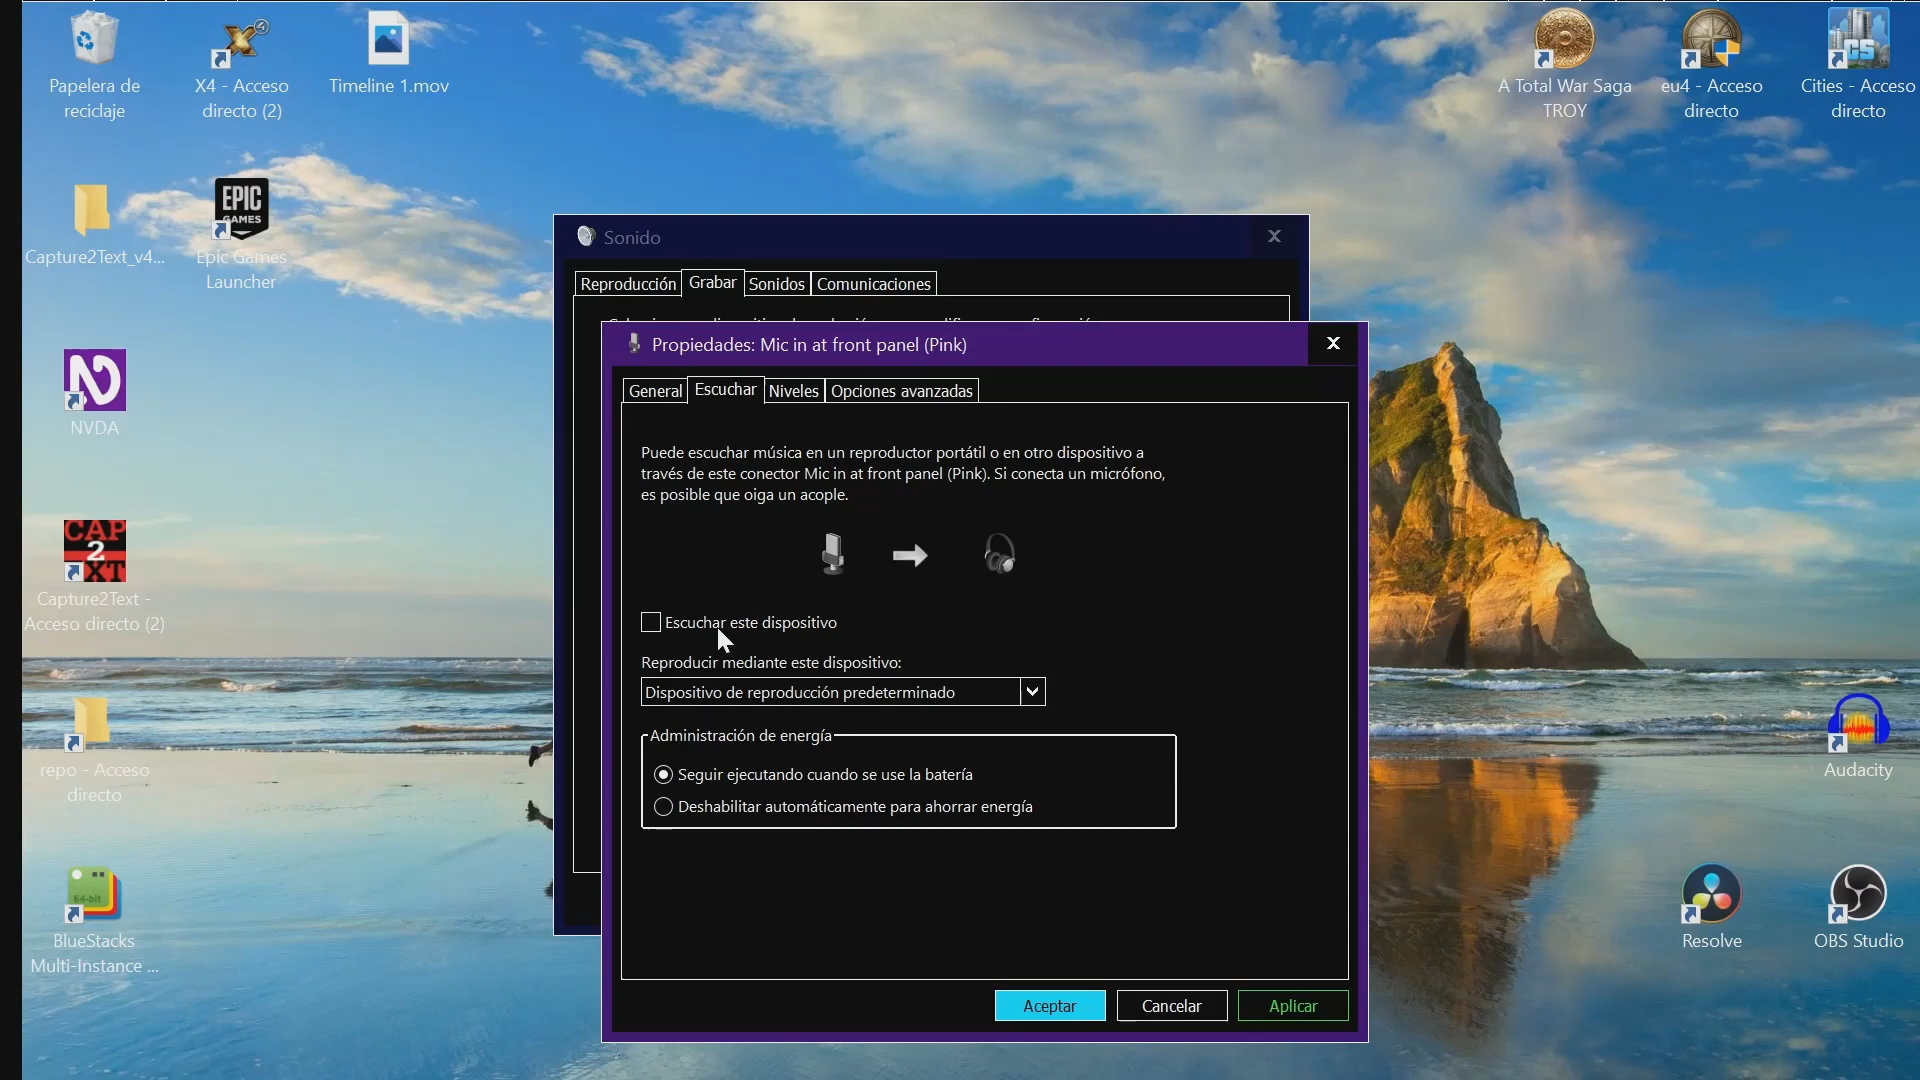 Papelera de
reciclaje
X4 - Acceso
directo (2)
Timeline 1.mov
A Total War Saga
TROY
eu4 - Acceso
directo
CS
Cities - Acceso
directo
Capture2Text_v4...
EPIC
GAMES
Epic Games
Launcher
NVDA
CAP
2
XT
Capture2Text -
Acceso directo (2)
repo - Acceso
directo
64-bit
BlueStacks
Multi-Instance ...
Sonido
Reproducción
Grabar
Sonidos
Comunicaciones
Propiedades: Mic in at front panel (Pink)
General
Escuchar
Niveles
Opciones avanzadas
Puede escuchar música en un reproductor portátil o en otro dispositivo a
través de este conector Mic in at front panel (Pink). Si conecta un micrófono,
es posible que oiga un acople.
Escuchar este dispositivo
Reproducir mediante este dispositivo:
Dispositivo de reproducción predeterminado
Administración de energía
Seguir ejecutando cuando se use la batería
Deshabilitar automáticamente para ahorrar energía
Aceptar
Cancelar
Aplicar
Audacity
Resolve
OBS Studio